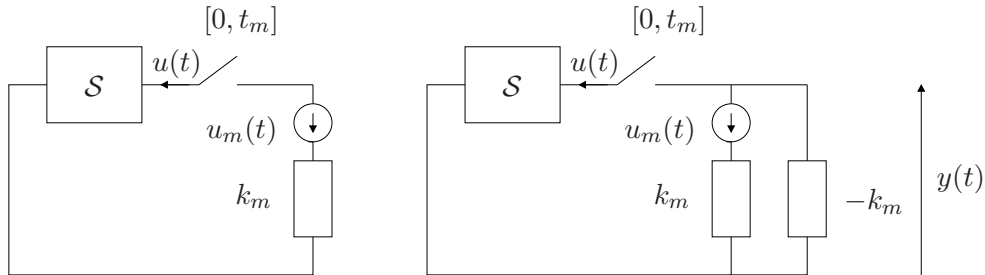 [0, t_m]
u(t)
S
u_m(t)
k_m
[0, t_m]
u(t)
S
u_m(t)
k_m
−k_m
y(t)